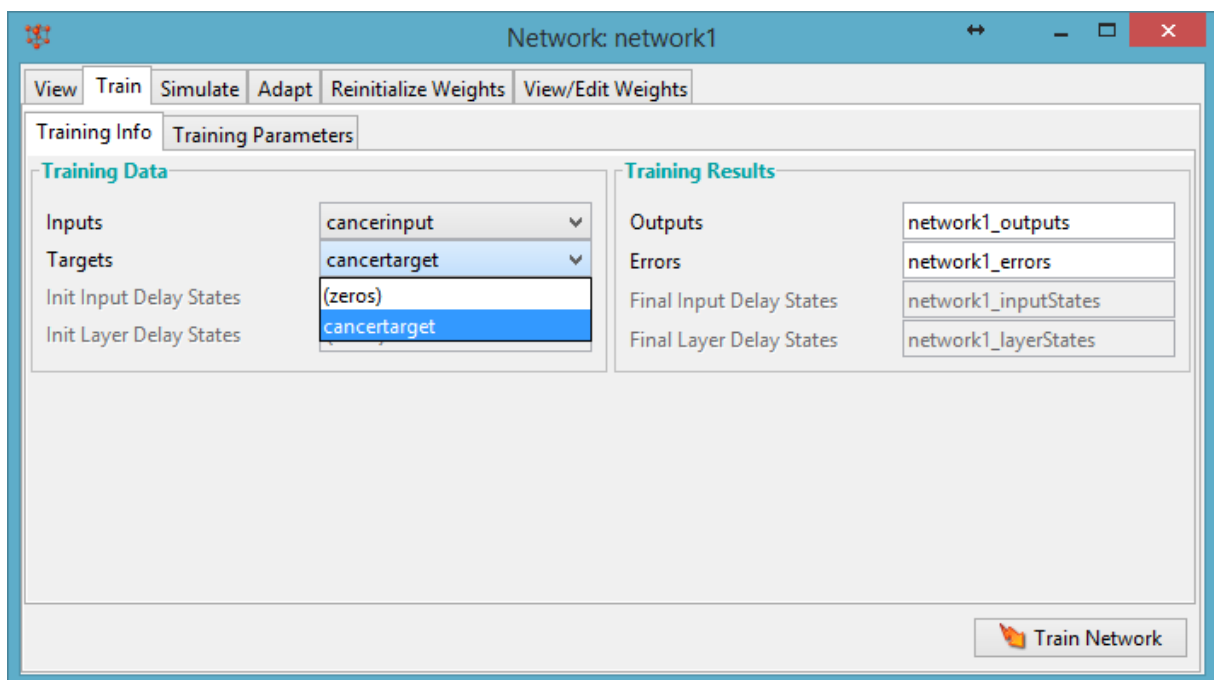 Network: network1
View Train Simulate Adapt Reinitialize Weights View/Edit Weights
Training Info Training Parameters
Training Data
Inputs cancerinput
Targets cancertarget
(zeros)
cancertarget
Init Input Delay States
Init Layer Delay States
Training Results
Outputs network1_outputs
Errors network1_errors
Final Input Delay States network1_inputStates
Final Layer Delay States network1_layerStates
Train Network